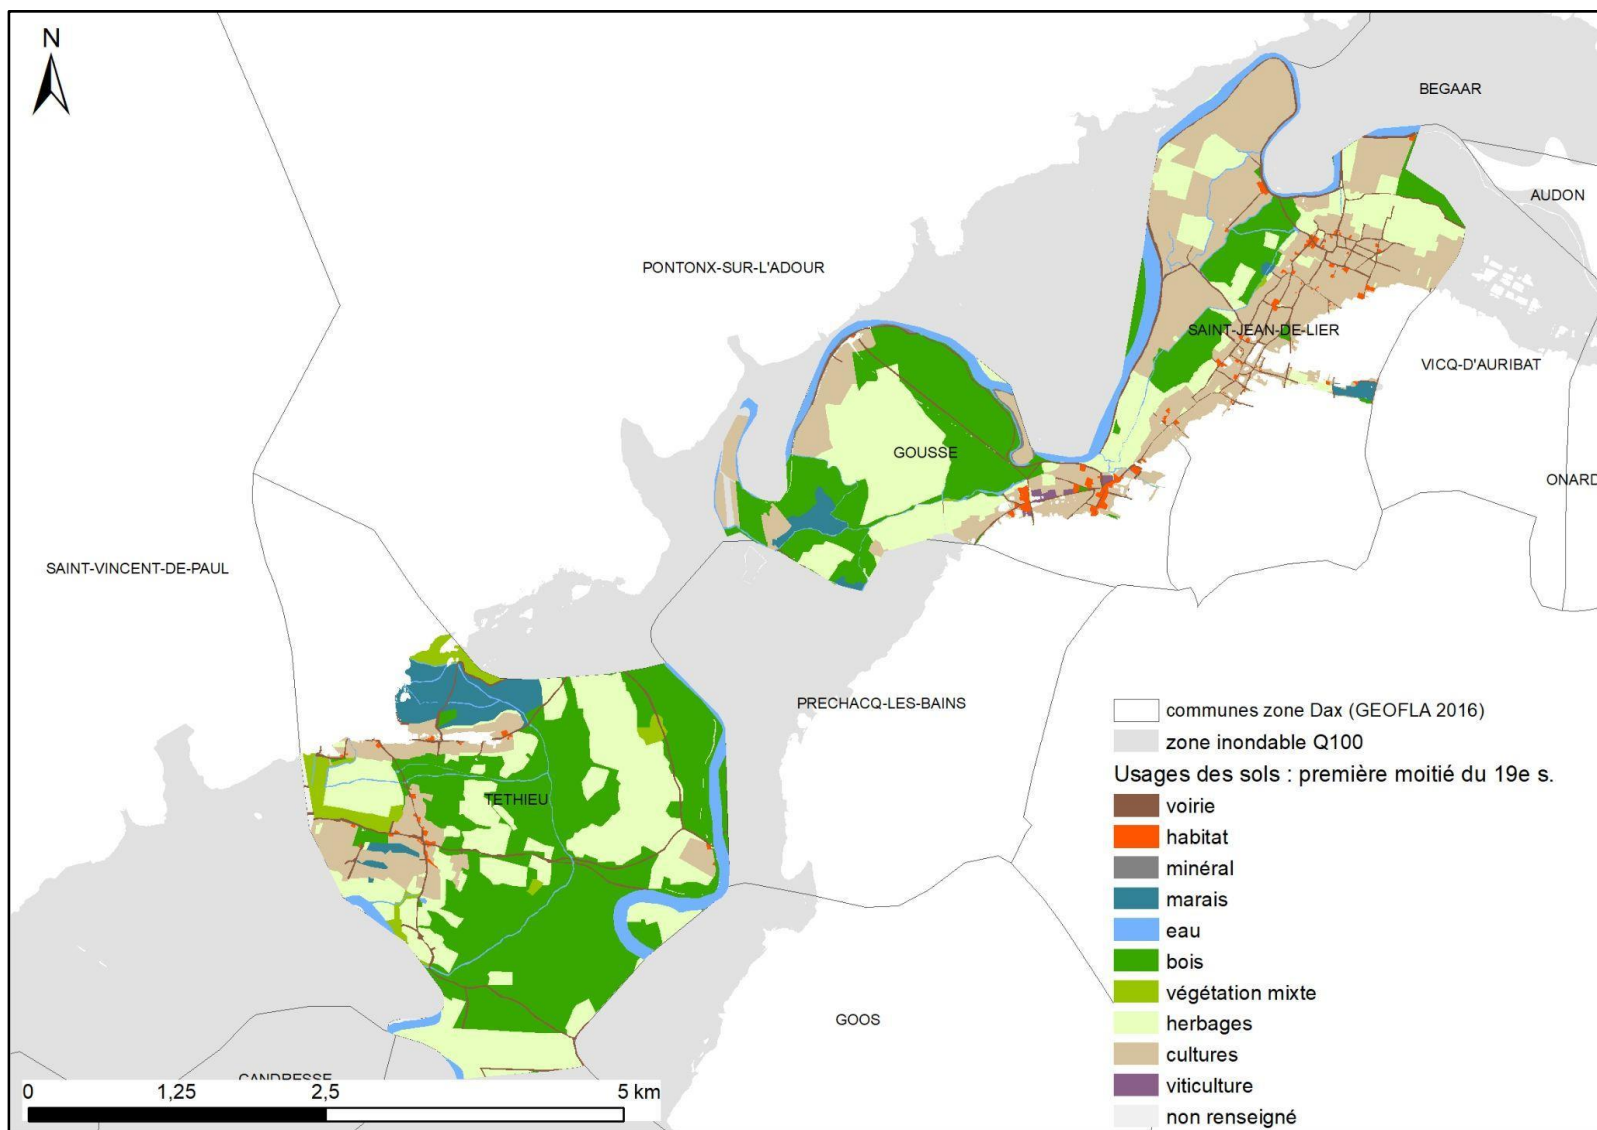 N
BEGAAR
AUDON
PONTONX-SUR-L'ADOUR
SAINT-JEAN-DE-LIER
VICQ-D'AURIBAT
GOUSSE
ONARD
SAINT-VINCENT-DE-PAUL
PRECHACQ-LES-BAINS
TETHIEU
GOOS
CANDRESSE
communes zone Dax (GEOFLA 2016)
zone inondable Q100
Usages des sols : première moitié du 19e s.
voirie
habitat
minéral
marais
eau
bois
végétation mixte
herbages
cultures
viticulture
non renseigné
0 1,25 2,5 5 km